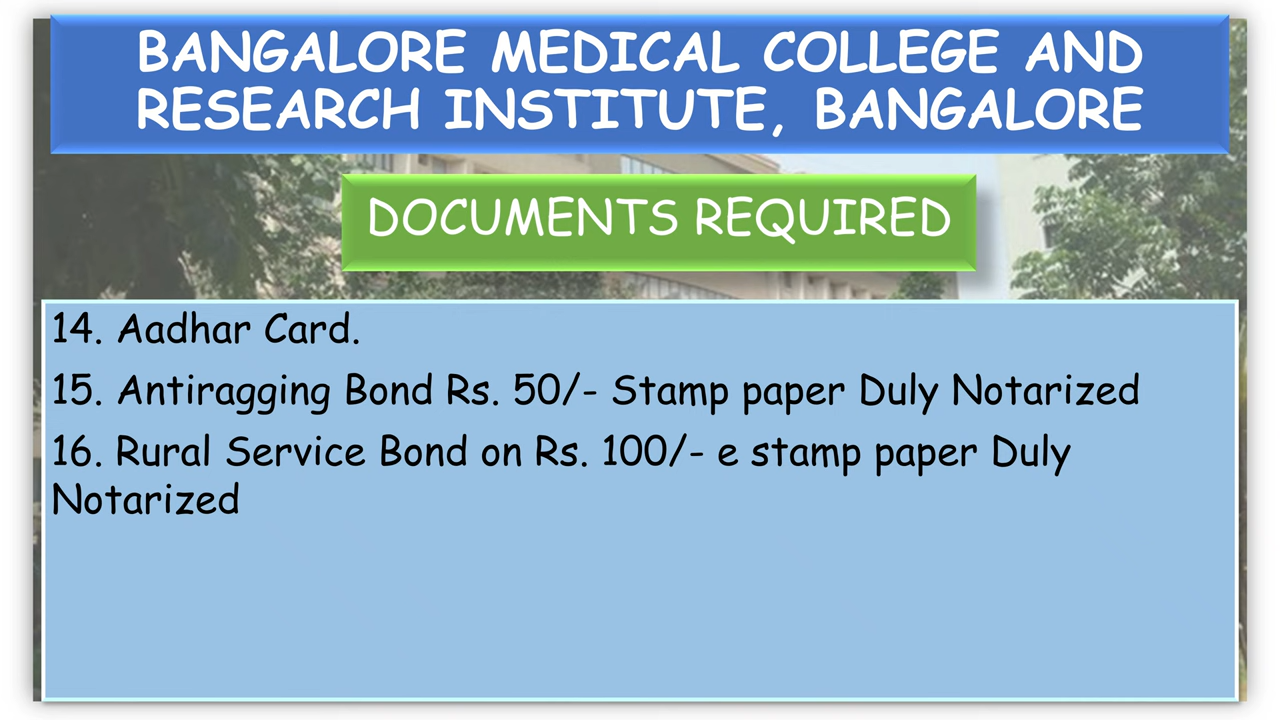 BANGALORE MEDICAL COLLEGE AND
RESEARCH INSTITUTE, BANGALORE
DOCUMENTS REQUIRED
14. Aadhar Card.
15. Antiragging Bond Rs. 50/- Stamp paper Duly Notarized
16. Rural Service Bond on Rs. 100/- e stamp paper Duly
Notarized